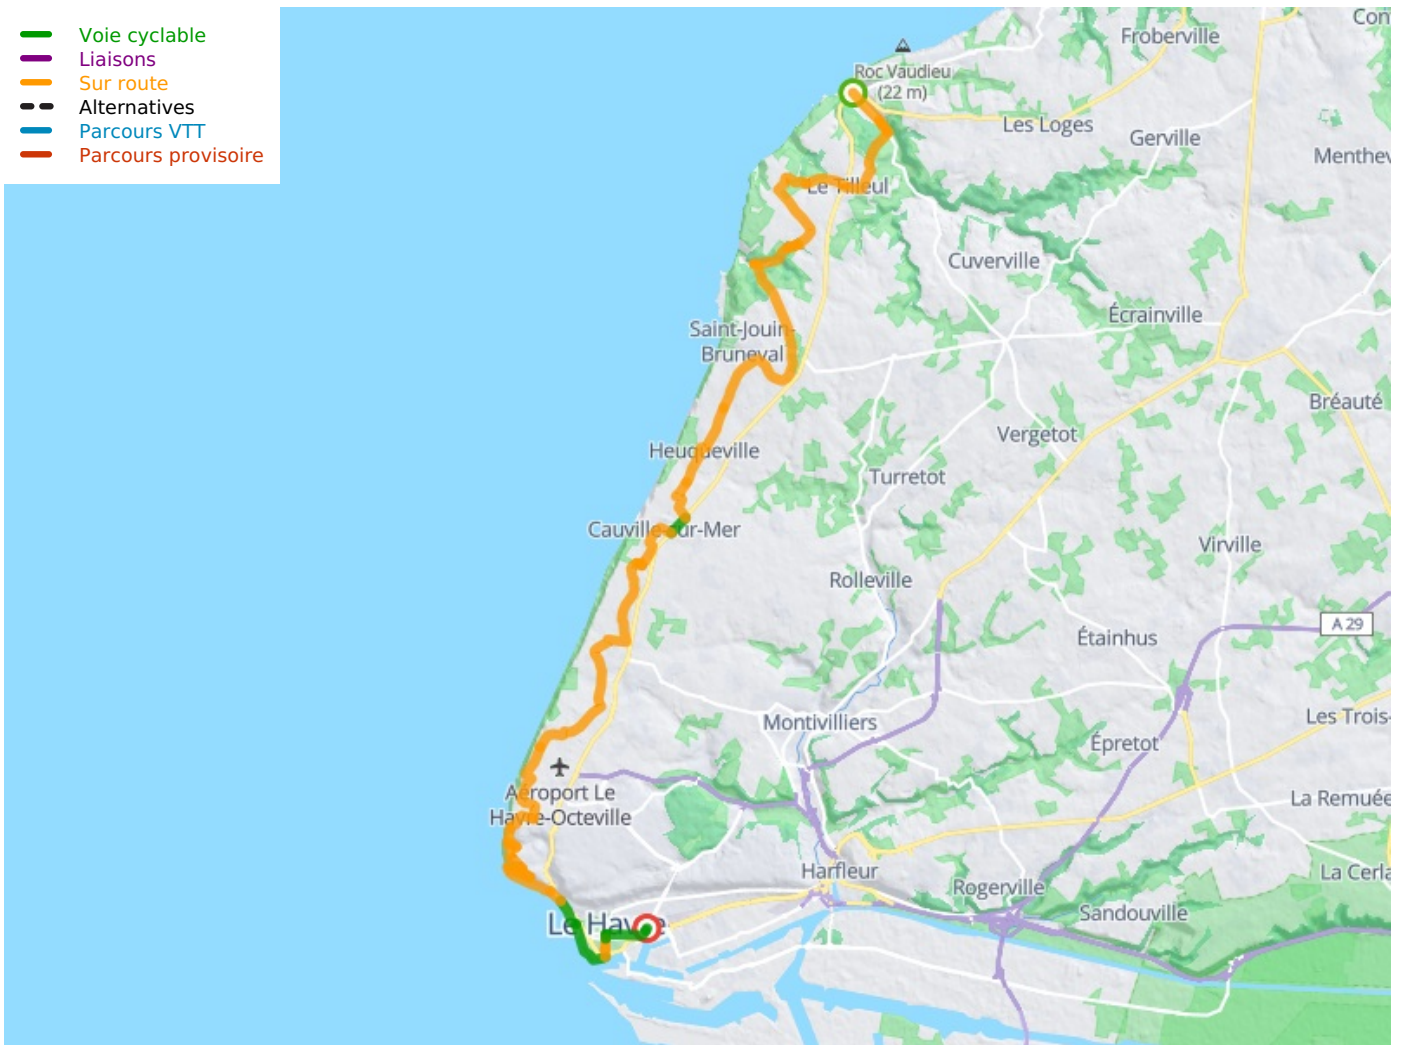 Voie cyclable
Liaisons
Sur route
Alternatives
Parcours VTT
Parcours provisoire
Froberville
Roc Vaudieu
(22 m)
Les Loges
Gerville
Le Tilleul
Cuverville
Écrainville
Saint-Jouin-
Bruneval
Bréauté
Vergetot
Heuqueville
Turretot
Cauville-sur-Mer
Virville
Rolleville
A 29
Étainhus
Les Trois-
Montivilliers
Épretot
Aéroport Le
Havre-Octeville
La Remuée
Harfleur
La Cerla
Rogerville
Sandouville
Le Havre